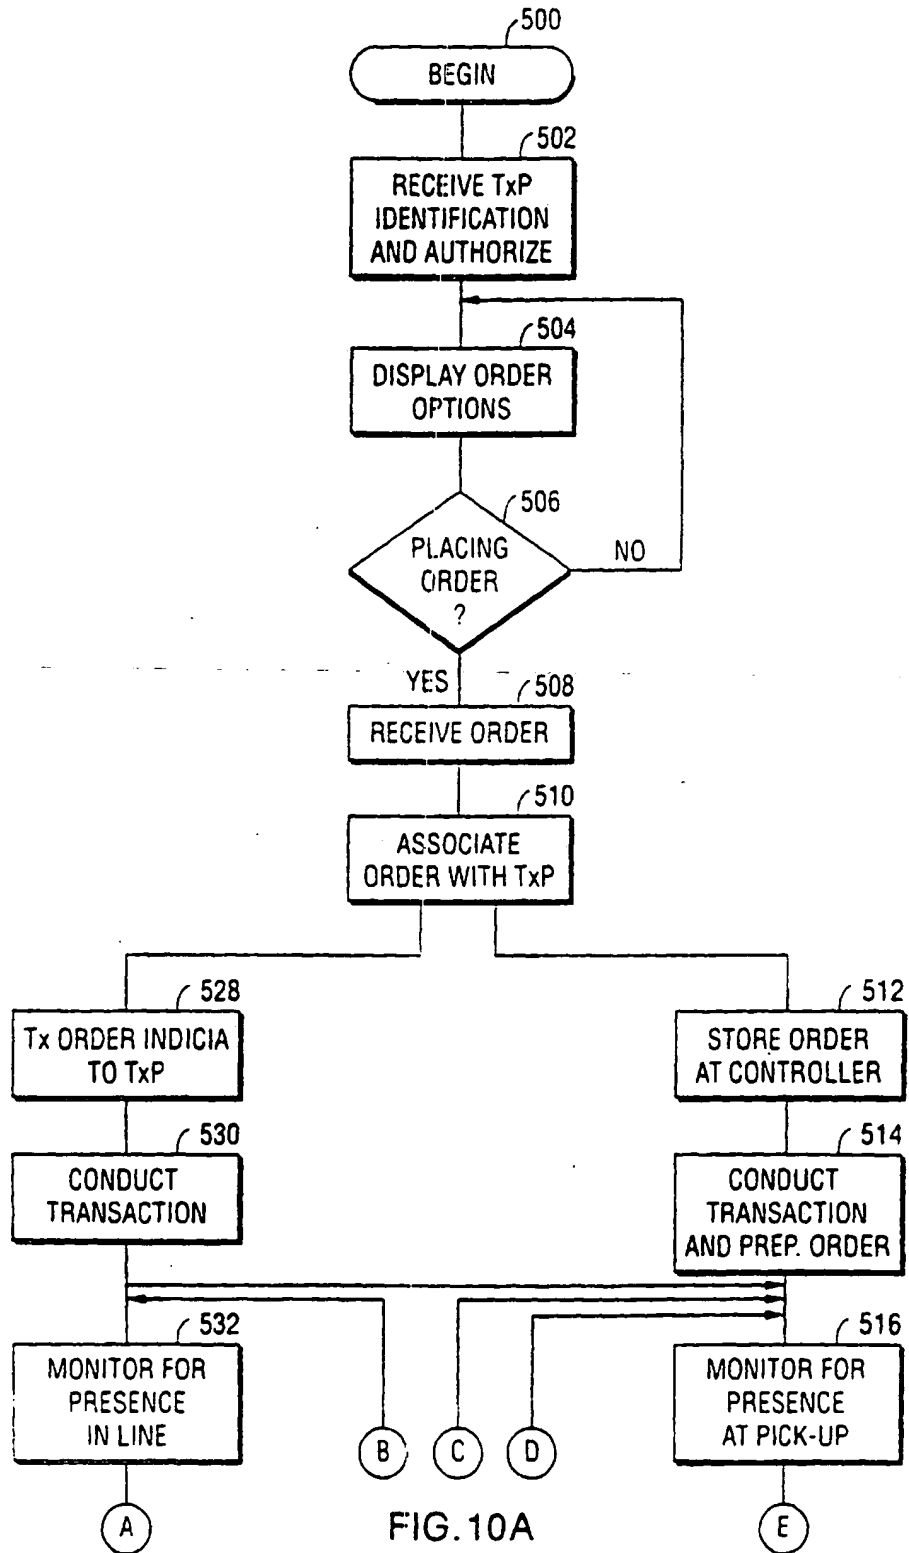 500
BEGIN
502
RECEIVE TxP
IDENTIFICATION
AND AUTHORIZE
504
DISPLAY ORDER
OPTIONS
506
PLACING
ORDER
?
NO
YES
508
RECEIVE ORDER
510
ASSOCIATE
ORDER WITH TxP
528
Tx ORDER INDICIA
TO TxP
512
STORE ORDER
AT CONTROLLER
530
CONDUCT
TRANSACTION
514
CONDUCT
TRANSACTION
AND PREP. ORDER
532
MONITOR FOR
PRESENCE
IN LINE
516
MONITOR FOR
PRESENCE
AT PICK-UP
B
C
D
A
FIG.10A
E